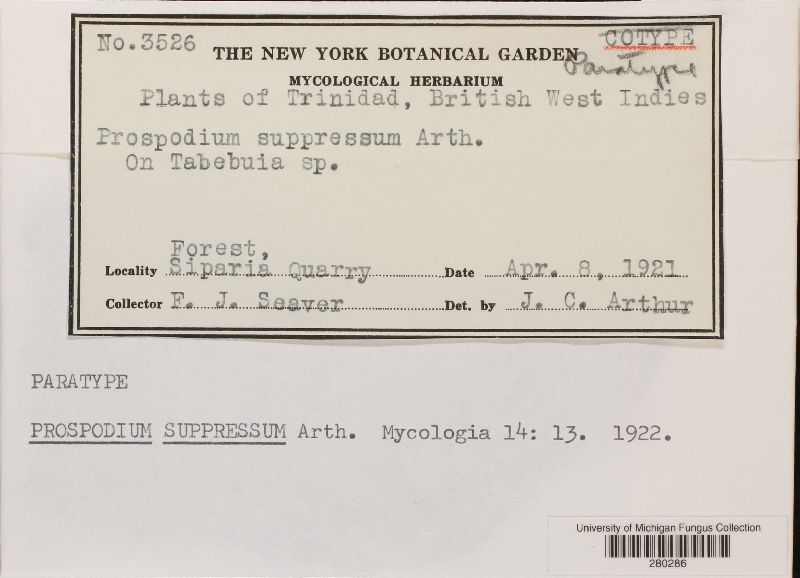 No.3526
COTYPE
THE NEW YORK BOTANICAL GARDEN
Paratype
MYCOLOGICAL HERBARIUM
Plants of Trinidad, British West Indies
Prospodium suppressum Arth.
On Tabebuia sp.
Forest,
Locality Siparia Quarry Date Apr. 8, 1921
Collector F. J. Seaver Det. by J. C. Arthur
PARATYPE
PROSPODIUM SUPPRESSUM Arth. Mycologia 14: 13. 1922.
University of Michigan Fungus Collection
280286